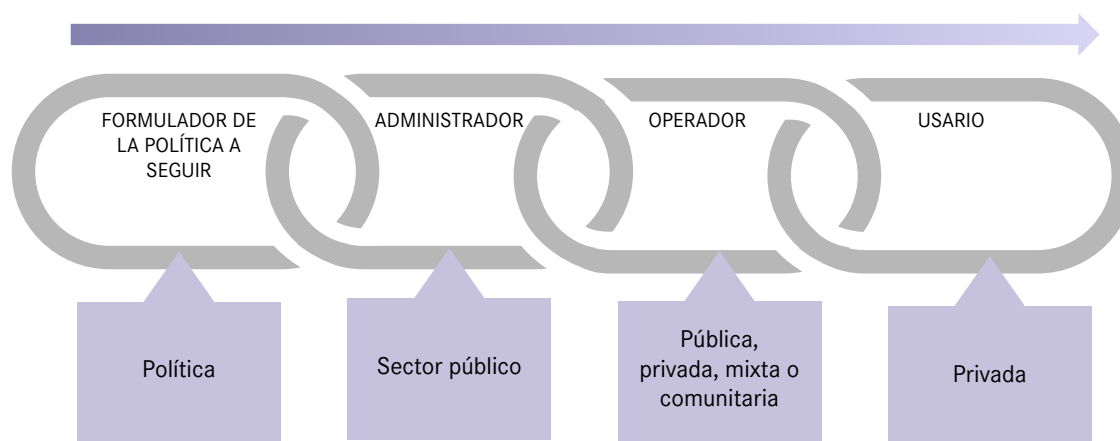 FORMULADOR DE
LA POLÍTICA A
SEGUIR
ADMINISTRADOR
OPERADOR
USARIO
Política
Sector público
Pública,
privada, mixta o
comunitaria
Privada